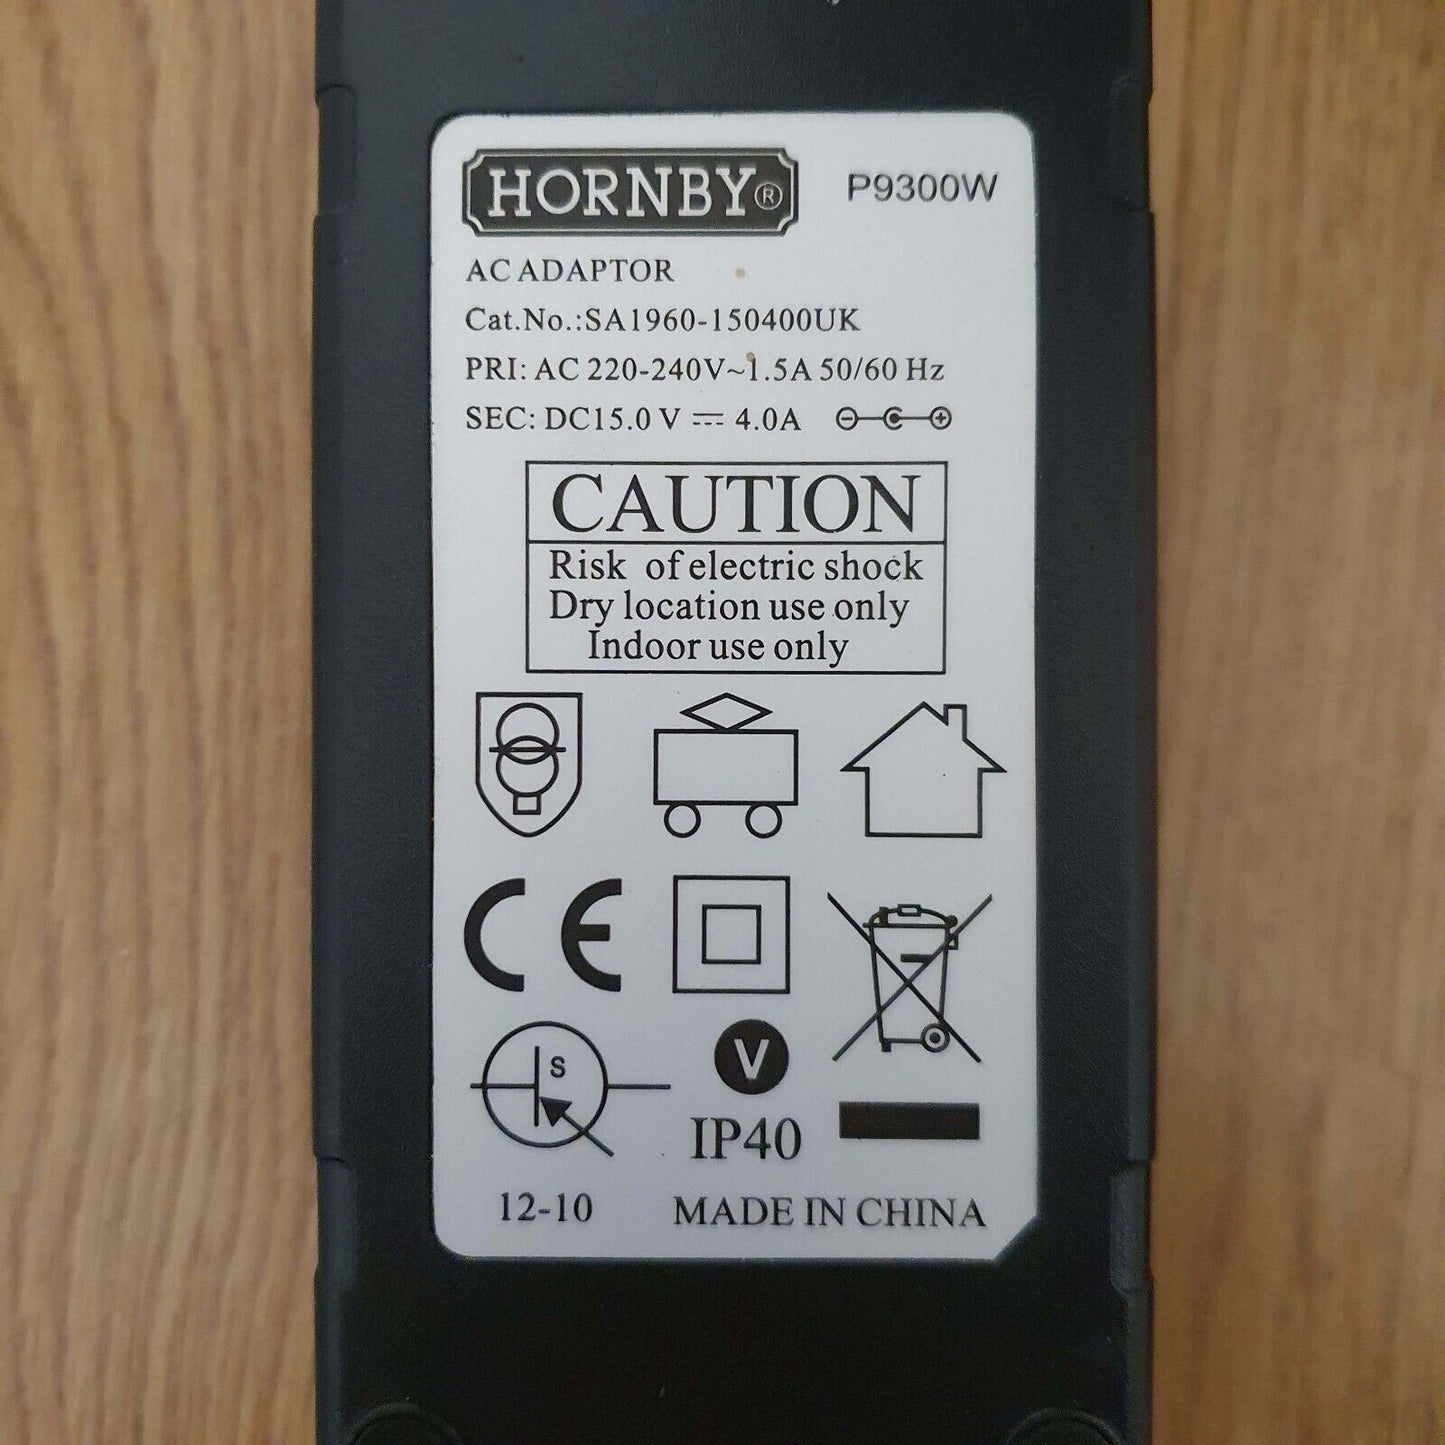 HORNBY® P9300W
AC ADAPTOR
Cat.No.:SA1960-150400UK
PRI: AC 220-240V~1.5A 50/60 Hz
SEC: DC15.0 V ⎓ 4.0A
CAUTION
Risk of electric shock
Dry location use only
Indoor use only
CE
S
V
IP40
12-10 MADE IN CHINA